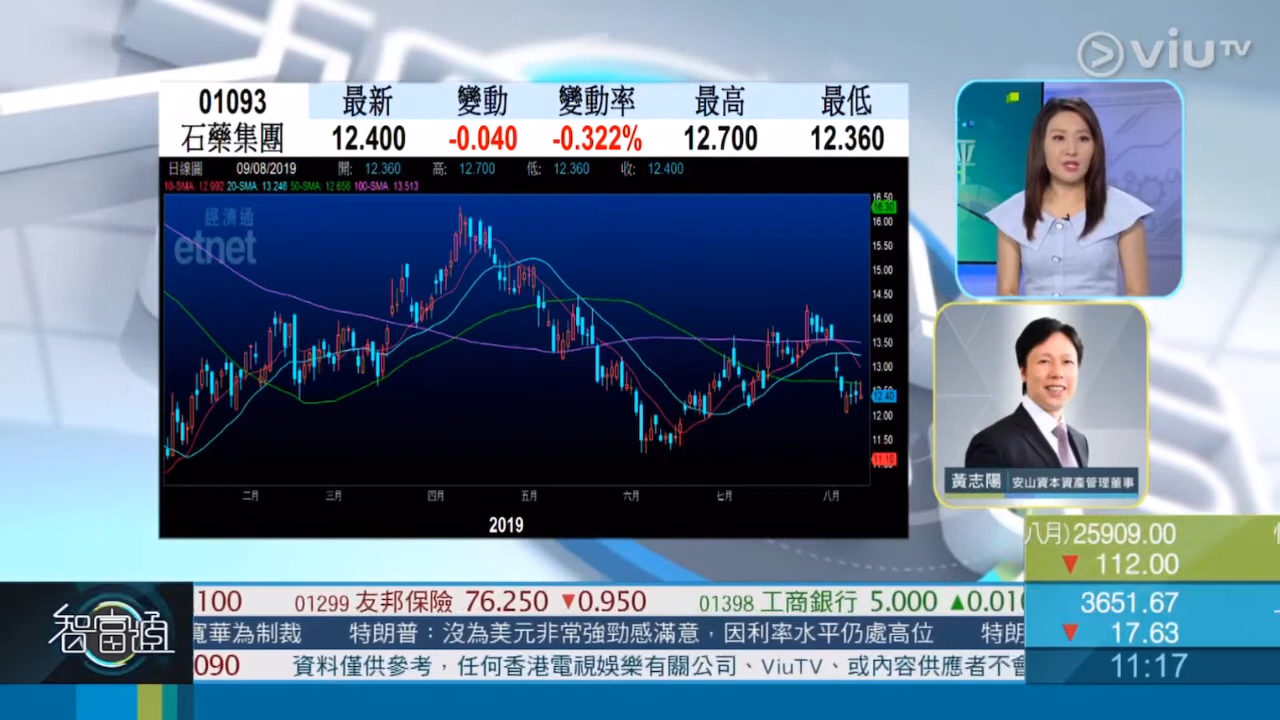 viuTV
01093 最新 變動 變動率 最高 最低
石藥集團 12.400 -0.040 -0.322% 12.700 12.360
日線圖 09/08/2019 開: 12.360 高: 12.700 低: 12.360 收: 12.400
10-SMA: 12.992 20-SMA: 13.246 50-SMA: 12.656 100-SMA: 13.513
經濟通
etnet
16.50
16.30
16.00
15.50
15.00
14.50
14.00
13.50
13.00
12.40
12.00
11.50
11.10
二月 三月 四月 五月 六月 七月 八月
2019
評
黃志陽 安山資本資產管理董事
八月) 25909.00
▼ 112.00
3651.67
▼ 17.63
11:17
智富通
.100 01299 友邦保險 76.250 ▼0.950 01398 工商銀行 5.000 ▲0.010
寬華為制裁 特朗普：沒為美元非常強勁感滿意，因利率水平仍處高位 特朗
090 資料僅供參考，任何香港電視娛樂有關公司、ViuTV、或內容供應者不會